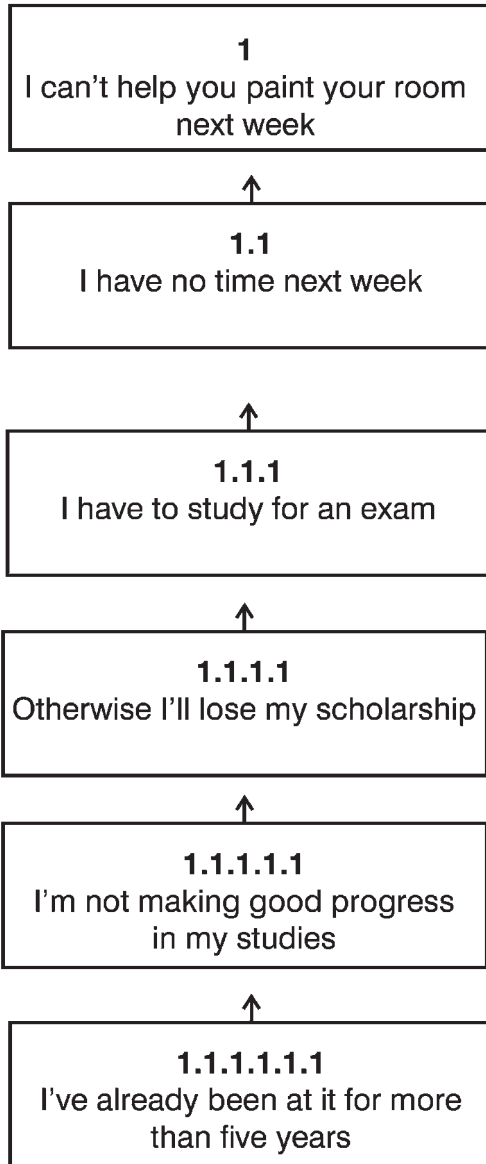 1
I can't help you paint your room
next week
1.1
I have no time next week
1.1.1
I have to study for an exam
1.1.1.1
Otherwise I'll lose my scholarship
1.1.1.1.1
I'm not making good progress
in my studies
1.1.1.1.1.1
I've already been at it for more
than five years